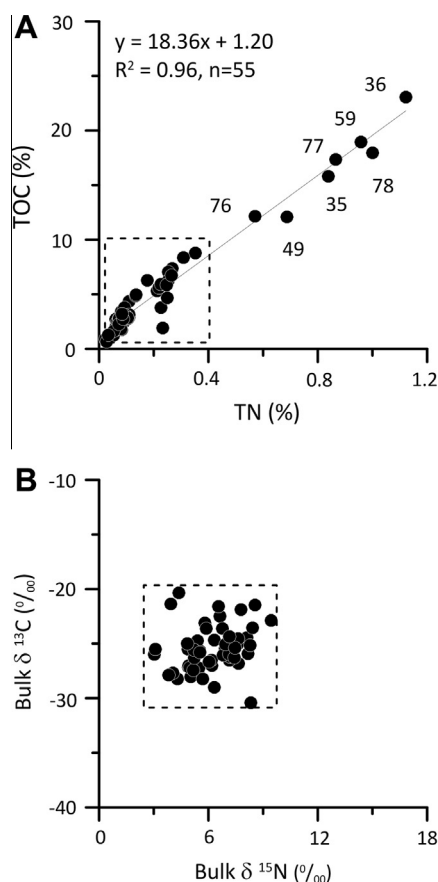 A
30
y = 18.36x + 1.20
R² = 0.96, n=55
36
59
20
77
78
76
35
49
TOC (%)
10
0
0
0.4
0.8
1.2
TN (%)
B
-10
-20
Bulk δ ¹³C (⁰/₀₀)
-30
-40
0
6
12
18
Bulk δ ¹⁵N (⁰/₀₀)